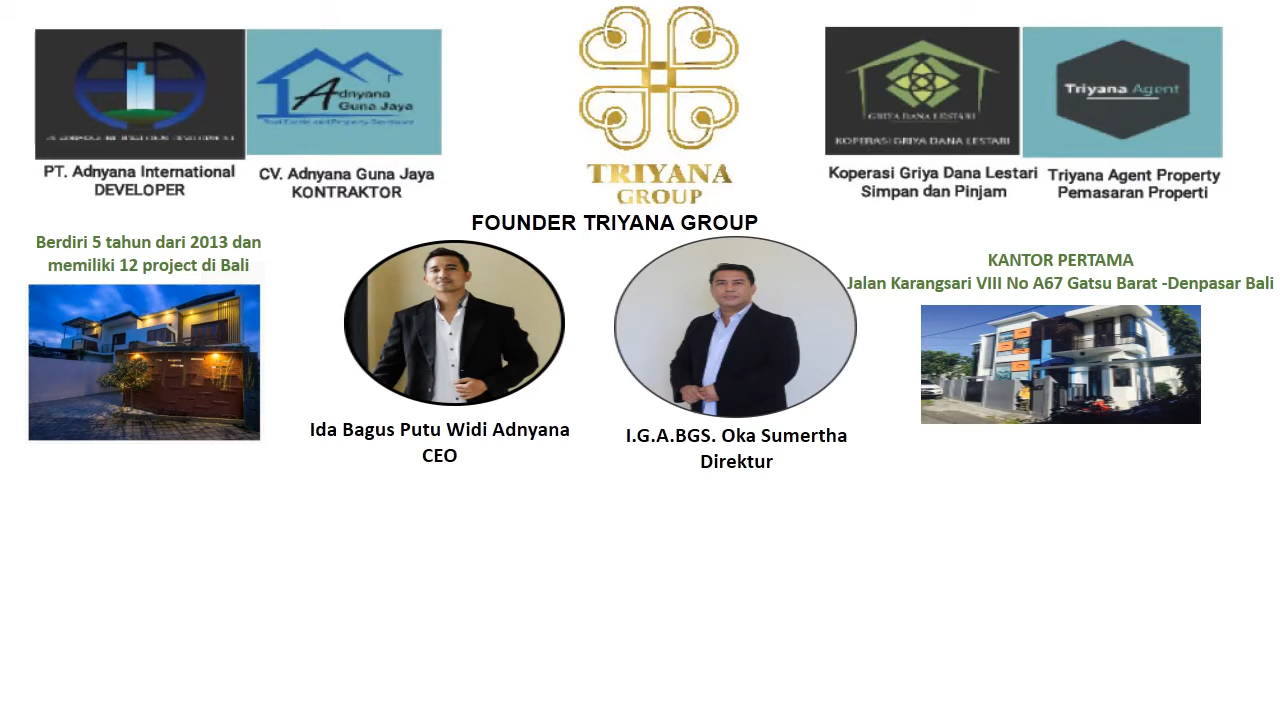 Adnyana
Guna Jaya
GRIYA DANA LESTARI
KOPERASI GRIYA DANA LESTARI
Triyana Agent
PT. Adnyana International
DEVELOPER
CV. Adnyana Guna Jaya
KONTRAKTOR
TRIYANA
GROUP
Koperasi Griya Dana Lestari
Simpan dan Pinjam
Triyana Agent Property
Pemasaran Properti
FOUNDER TRIYANA GROUP
Berdiri 5 tahun dari 2013 dan
memiliki 12 project di Bali
KANTOR PERTAMA
Jalan Karangsari VIII No A67 Gatsu Barat -Denpasar Bali
Ida Bagus Putu Widi Adnyana
CEO
I.G.A.BGS. Oka Sumertha
Direktur